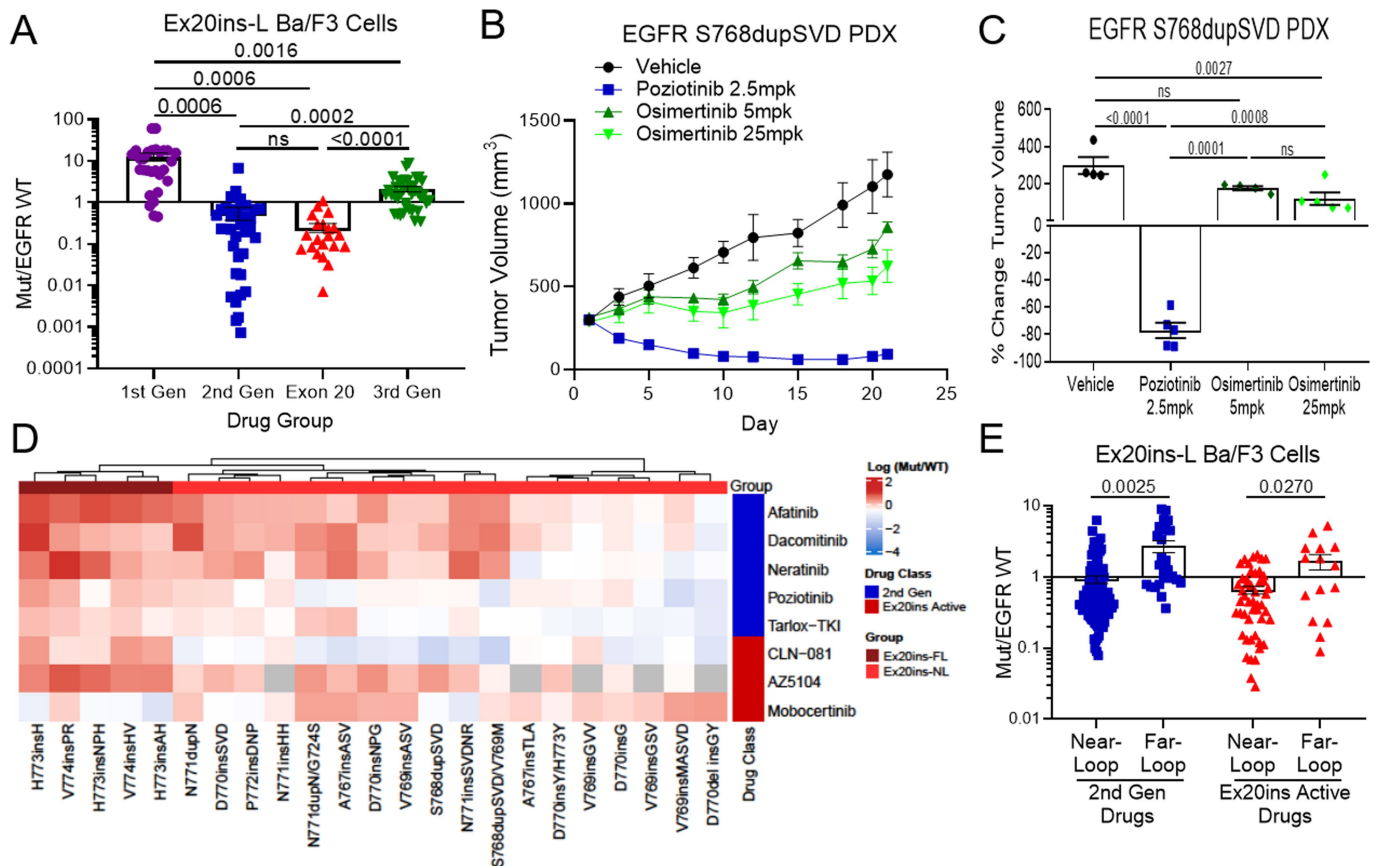 A
Ex20ins-L Ba/F3 Cells
0.0016
0.0006
0.0006
0.0002
ns
<0.0001
Mut/EGFR WT
100
10
1
0.1
0.01
0.001
0.0001
1st Gen
2nd Gen
Exon 20
3rd Gen
Drug Group
B
EGFR S768dupSVD PDX
Vehicle
Poziotinib 2.5mpk
Osimertinib 5mpk
Osimertinib 25mpk
Tumor Volume (mm3)
1500
1000
500
0
0
5
10
15
20
25
Day
C
EGFR S768dupSVD PDX
0.0027
ns
<0.0001
0.0008
0.0001
ns
% Change Tumor Volume
600
400
200
0
0
-20
-40
-60
-80
-100
Vehicle
Poziotinib
2.5mpk
Osimertinib
5mpk
Osimertinib
25mpk
D
Group
Afatinib
Dacomitinib
Neratinib
Poziotinib
Tarlox-TKI
CLN-081
AZ5104
Mobocertinib
H773insH
V774insPR
H773insNPH
V774insHV
H773insAH
N771dupN
D770insSVD
P772insDNP
N771insHH
N771dupN/G724S
A767insASV
D770insNPG
V769insASV
S768dupSVD
N771insSVDNR
S768dupSVD/V769M
A767insTLA
D770insY/H773Y
V769insGVV
D770insG
V769insGSV
V769insMASVD
D770del insGY
Drug Class
Log (Mut/WT)
2
0
-2
-4
Drug Class
2nd Gen
Ex20ins Active
Group
Ex20ins-FL
Ex20ins-NL
E
Ex20ins-L Ba/F3 Cells
0.0025
0.0270
Mut/EGFR WT
10
1
0.1
0.01
Near-
Loop
Far-
Loop
Near-
Loop
Far-
Loop
2nd Gen
Drugs
Ex20ins Active
Drugs